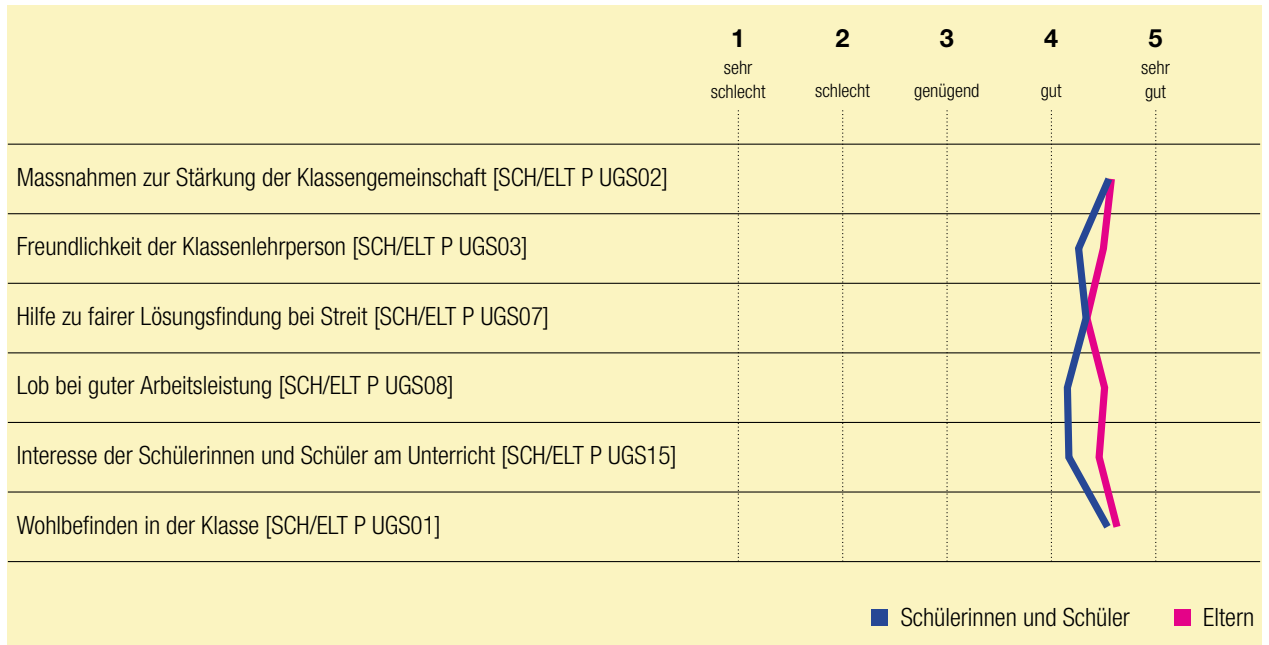 1 2 3 4 5
sehr schlecht schlecht genügend gut sehr gut
Massnahmen zur Stärkung der Klassengemeinschaft [SCH/ELT P UGS02]
Freundlichkeit der Klassenlehrperson [SCH/ELT P UGS03]
Hilfe zu fairer Lösungsfindung bei Streit [SCH/ELT P UGS07]
Lob bei guter Arbeitsleistung [SCH/ELT P UGS08]
Interesse der Schülerinnen und Schüler am Unterricht [SCH/ELT P UGS15]
Wohlbefinden in der Klasse [SCH/ELT P UGS01]
Schülerinnen und Schüler Eltern